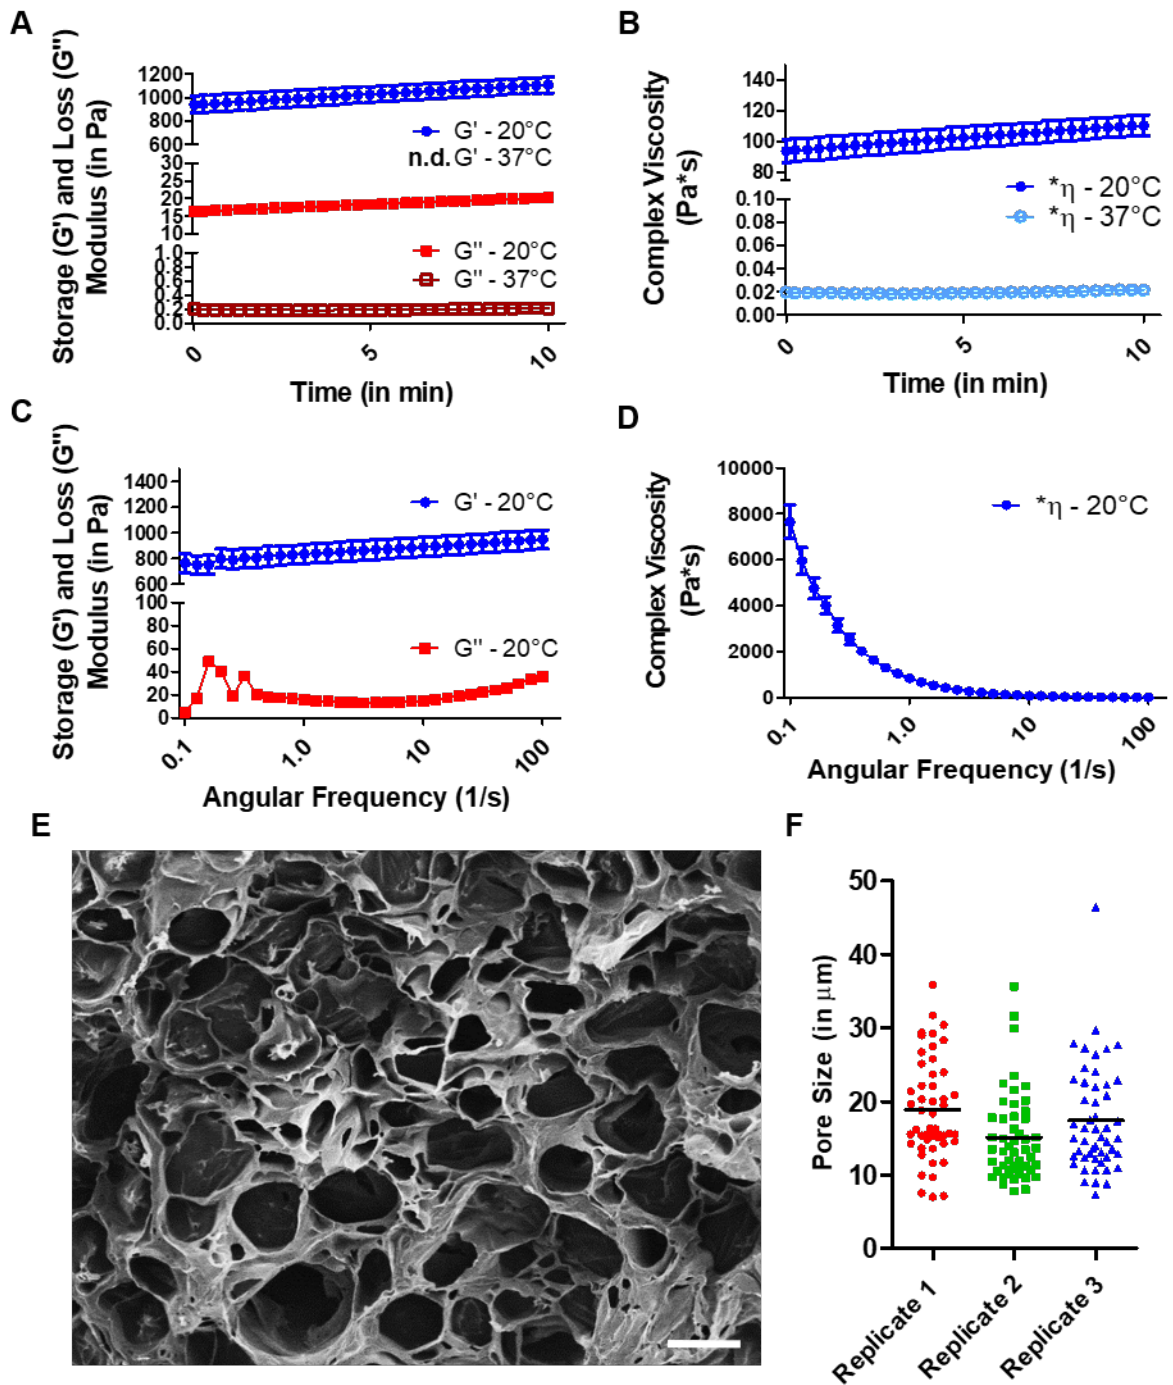 A
Storage (G') and Loss (G'')
Modulus (in Pa)
1200
1000
800
600
30
25
20
15
10
1.0
0.8
0.6
0.4
0.2
0.0
G' - 20°C
n.d. G' - 37°C
G'' - 20°C
G'' - 37°C
0
5
10
Time (in min)
B
Complex Viscosity
(Pa*s)
140
120
100
80
0.10
0.08
0.06
0.04
0.02
0.00
*η - 20°C
*η - 37°C
0
5
10
Time (in min)
C
Storage (G') and Loss (G'')
Modulus (in Pa)
1400
1200
1000
800
600
100
80
60
40
20
0
G' - 20°C
G'' - 20°C
0.1
1.0
10
100
Angular Frequency (1/s)
D
Complex Viscosity
(Pa*s)
10000
8000
6000
4000
2000
0
*η - 20°C
0.1
1.0
10
100
Angular Frequency (1/s)
E
F
Pore Size (in μm)
50
40
30
20
10
0
Replicate 1
Replicate 2
Replicate 3